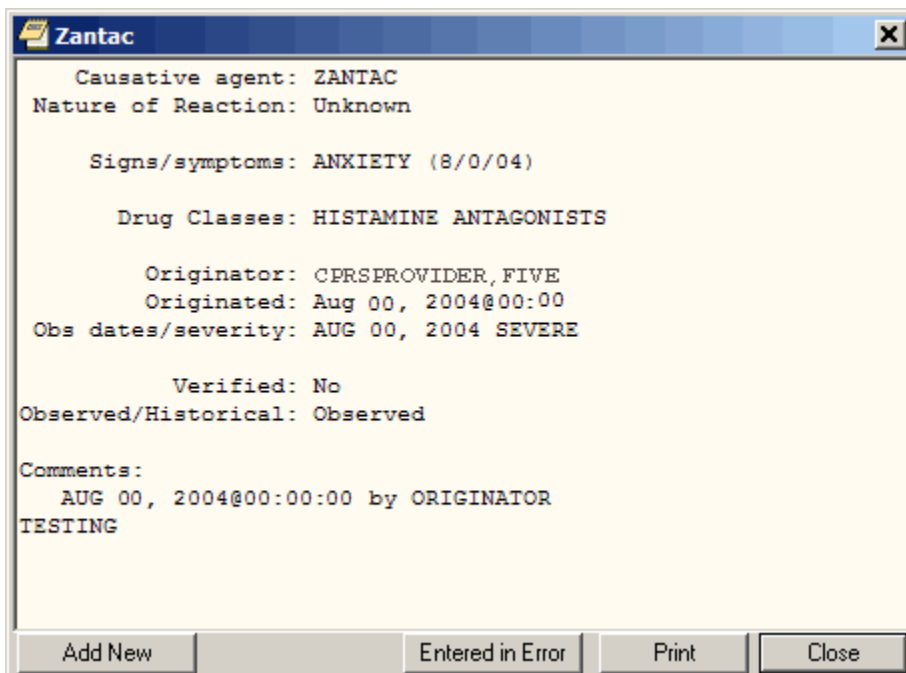 Zantac
Causative agent: ZANTAC
Nature of Reaction: Unknown
Signs/symptoms: ANXIETY (8/0/04)
Drug Classes: HISTAMINE ANTAGONISTS
Originator: CPRSPROVIDER,FIVE
Originated: Aug 00, 2004@00:00
Obs dates/severity: AUG 00, 2004 SEVERE
Verified: No
Observed/Historical: Observed
Comments:
AUG 00, 2004@00:00:00 by ORIGINATOR
TESTING
Add New Entered in Error Print Close